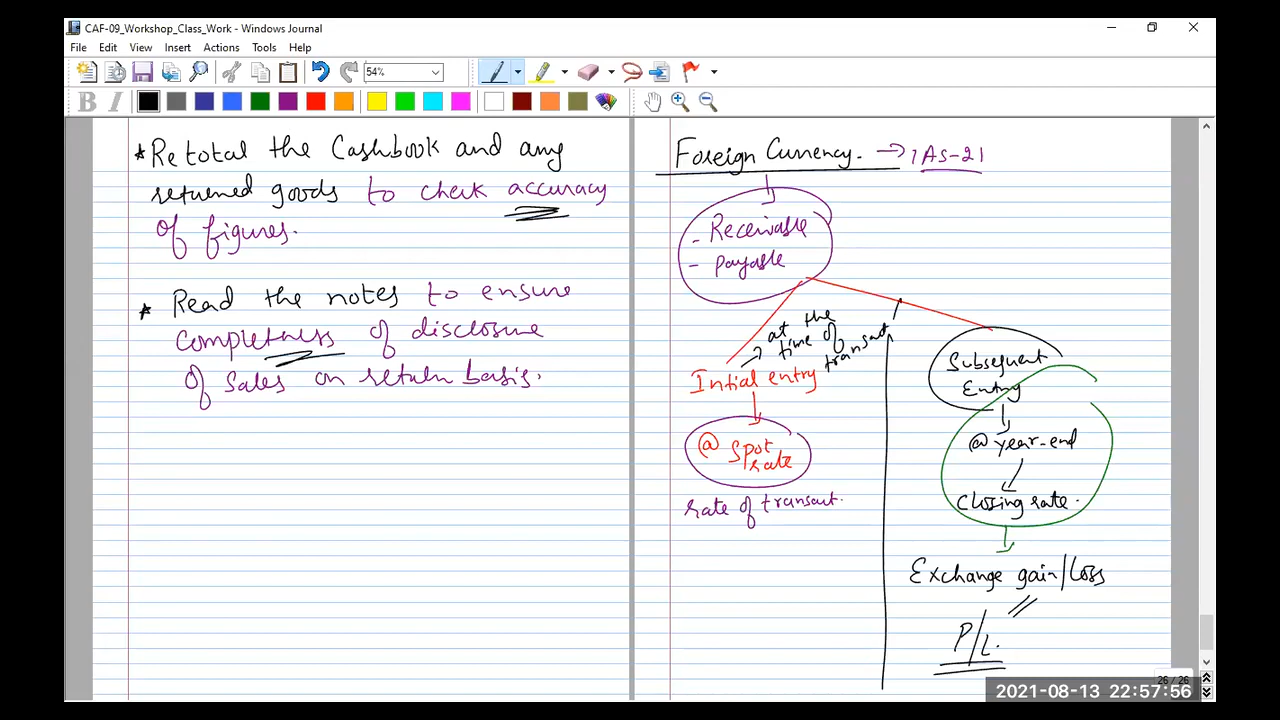 CAF-09_Workshop_Class_Work - Windows Journal
File Edit View Insert Actions Tools Help
54%
B I
* Retotal the Cashbook and any
returned goods to check accuracy
of figures.
* Read the notes to ensure
completness of disclosure
of Sales on return basis.
Foreign Currency. → IAS-21
- Receivable
- Payable
at the
time of
transact
Intial entry
@ Spot
rate
rate of transact.
Subsequent
Entry
@ year-end
Closing rate.
Exchange gain/Loss
P/L.
26 / 26
2021-08-13 22:57:56